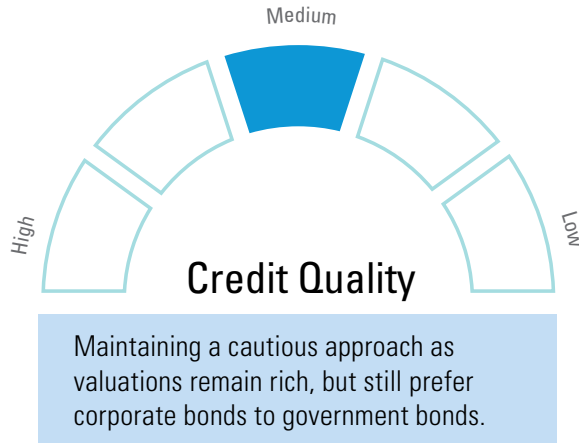 Medium
High
Low
Credit Quality
Maintaining a cautious approach as
valuations remain rich, but still prefer
corporate bonds to government bonds.